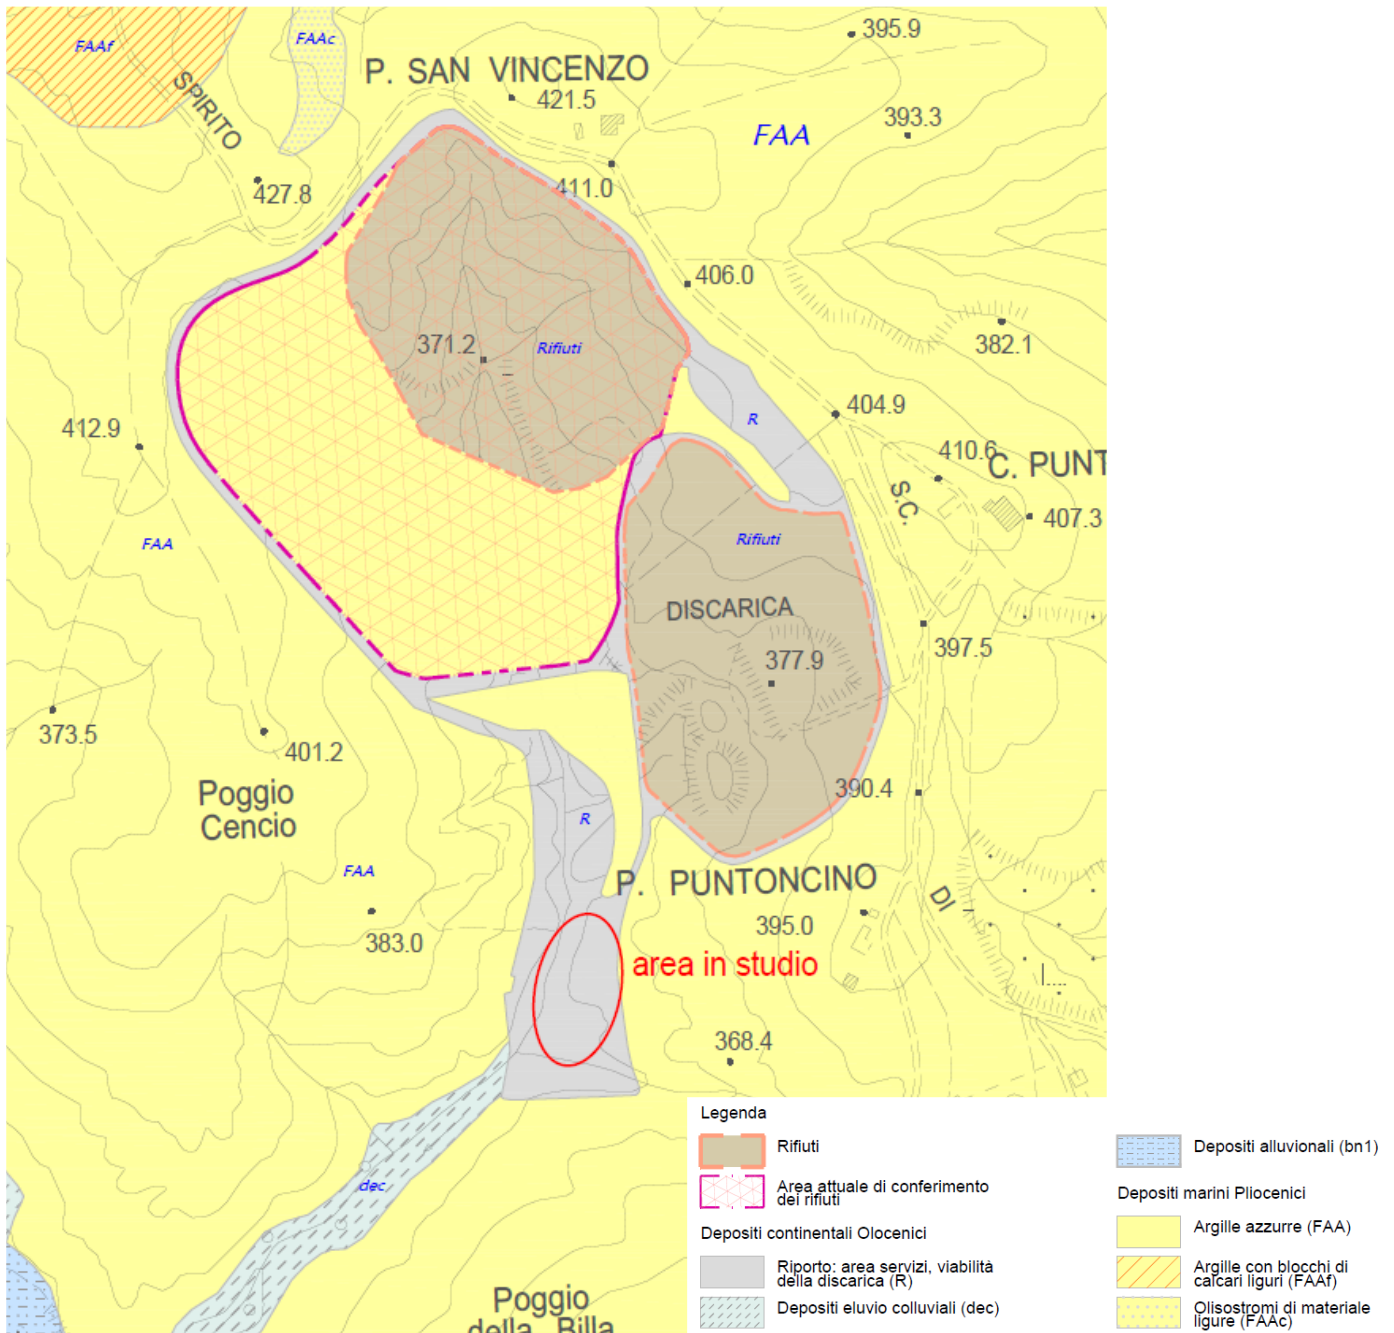 FAAf
FAAc
395.9
P. SAN VINCENZO
421.5
SPIRITO
393.3
FAA
427.8
411.0
406.0
371.2
Rifiuti
382.1
404.9
R
412.9
410.6
C. PUNT
S.C.
407.3
FAA
Rifiuti
DISCARICA
397.5
377.9
373.5
401.2
Poggio
Cencio
390.4
R
FAA
P. PUNTONCINO
DI
395.0
383.0
area in studio
368.4
dec
Poggio
della Billa
Legenda
Rifiuti
Area attuale di conferimento
dei rifiuti
Depositi continentali Olocenici
Riporto: area servizi, viabilità
della discarica (R)
Depositi eluvio colluviali (dec)
Depositi alluvionali (bn1)
Depositi marini Pliocenici
Argille azzurre (FAA)
Argille con blocchi di
calcari liguri (FAAf)
Olisostromi di materiale
ligure (FAAc)